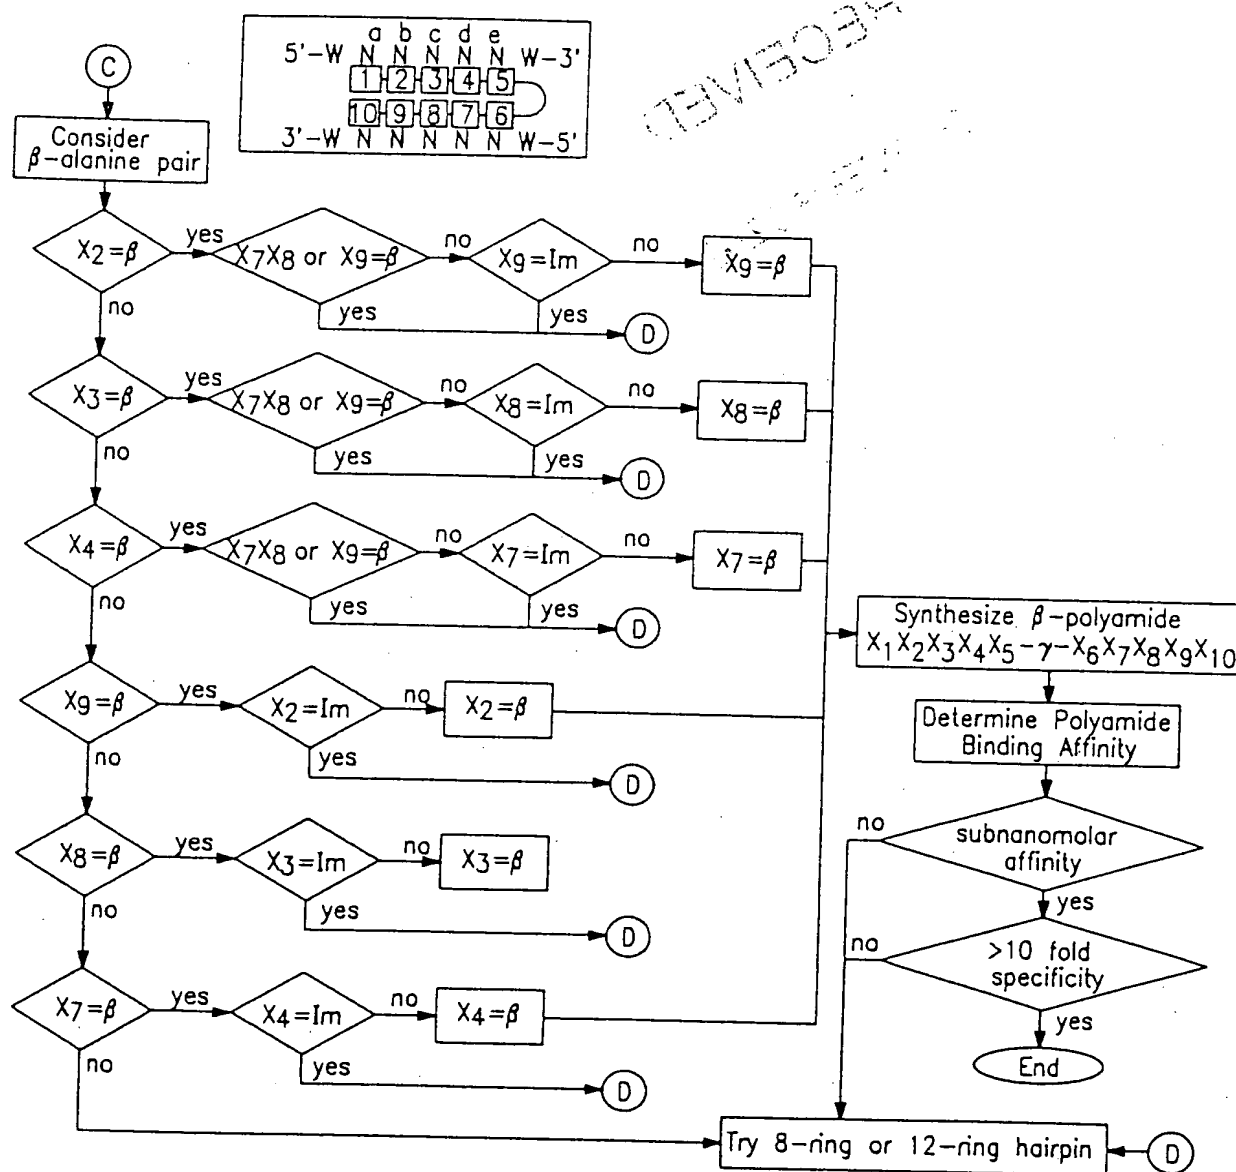 a b c d e
5'-W N N N N N W-3'
1 2 3 4 5
10 9 8 7 6
3'-W N N N N N W-5'
RECEIVED
C
Consider
β-alanine pair
X2=β
yes
X7X8 or X9=β
no
X9=Im
no
X9=β
no
yes
yes
D
X3=β
yes
X7X8 or X9=β
no
X8=Im
no
X8=β
no
yes
yes
D
X4=β
yes
X7X8 or X9=β
no
X7=Im
no
X7=β
no
yes
yes
D
X9=β
yes
X2=Im
no
X2=β
no
yes
D
X8=β
yes
X3=Im
no
X3=β
no
yes
D
X7=β
yes
X4=Im
no
X4=β
no
yes
D
Synthesize β-polyamide
X1X2X3X4X5-γ-X6X7X8X9X10
Determine Polyamide
Binding Affinity
no
subnanomolar
affinity
yes
no
>10 fold
specificity
yes
End
Try 8-ring or 12-ring hairpin
D